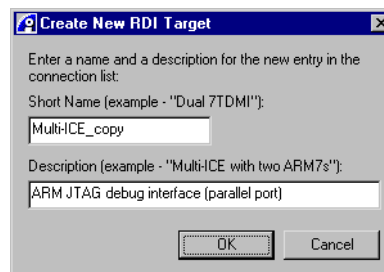 Create New RDI Target
Enter a name and a description for the new entry in the
connection list:
Short Name (example - "Dual 7TDMI"):
Multi-ICE_copy
Description (example - "Multi-ICE with two ARM7s"):
ARM JTAG debug interface (parallel port)
OK Cancel